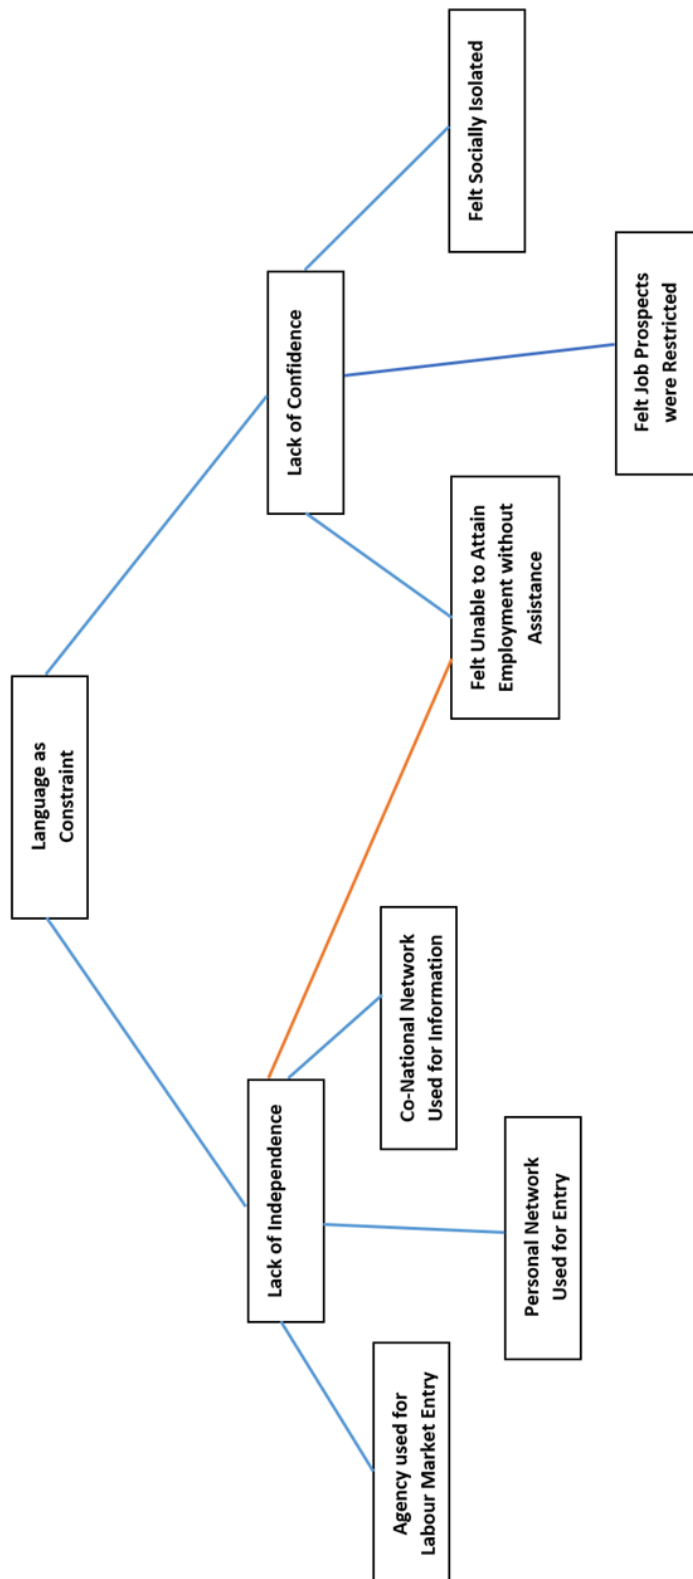 Language as
Constraint
Lack of Independence
Lack of Confidence
Agency used for
Labour Market Entry
Personal Network
Used for Entry
Co-National Network
Used for Information
Felt Unable to Attain
Employment without
Assistance
Felt Job Prospects
were Restricted
Felt Socially Isolated